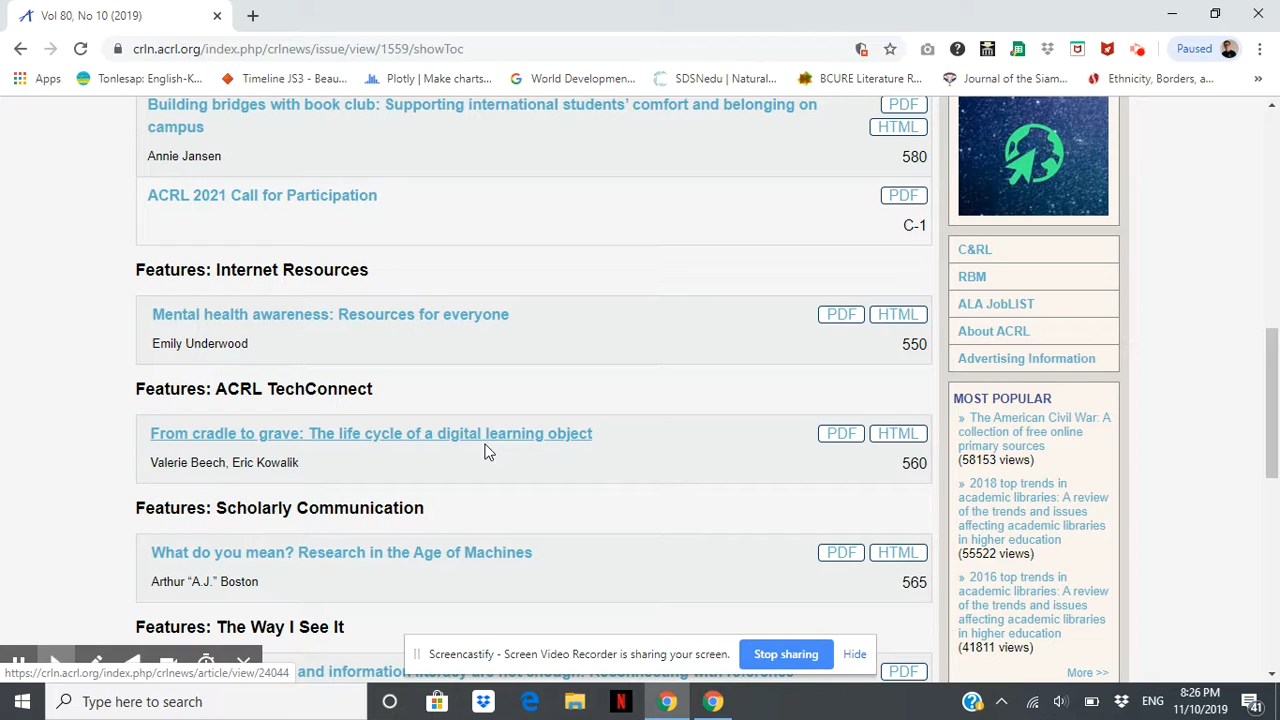 Vol 80, No 10 (2019)
crln.acrl.org/index.php/crlnews/issue/view/1559/showToc
Paused
Apps
Tonlesap: English-K...
Timeline JS3 - Beau...
Plotly | Make charts...
World Developmen...
SDSNedu | Natural...
BCURE Literature R...
Journal of the Siam...
Ethnicity, Borders, a...
»
Building bridges with book club: Supporting international students’ comfort and belonging on
PDF
campus
HTML
Annie Jansen
580
ACRL 2021 Call for Participation
PDF
C-1
Features: Internet Resources
Mental health awareness: Resources for everyone
PDF
HTML
Emily Underwood
550
Features: ACRL TechConnect
From cradle to grave: The life cycle of a digital learning object
PDF
HTML
Valerie Beech, Eric Kowalik
560
Features: Scholarly Communication
What do you mean? Research in the Age of Machines
PDF
HTML
Arthur “A.J.” Boston
565
Features: The Way I See It
PDF
C&RL
RBM
ALA JobLIST
About ACRL
Advertising Information
MOST POPULAR
» The American Civil War: A
collection of free online
primary sources
(58153 views)
» 2018 top trends in
academic libraries: A review
of the trends and issues
affecting academic libraries
in higher education
(55522 views)
» 2016 top trends in
academic libraries: A review
of the trends and issues
affecting academic libraries
in higher education
(41811 views)
More >>
Screencastify - Screen Video Recorder is sharing your screen.
Stop sharing
Hide
https://crln.acrl.org/index.php/crlnews/article/view/24044
and information
Type here to search
ENG
8:26 PM
11/10/2019
41